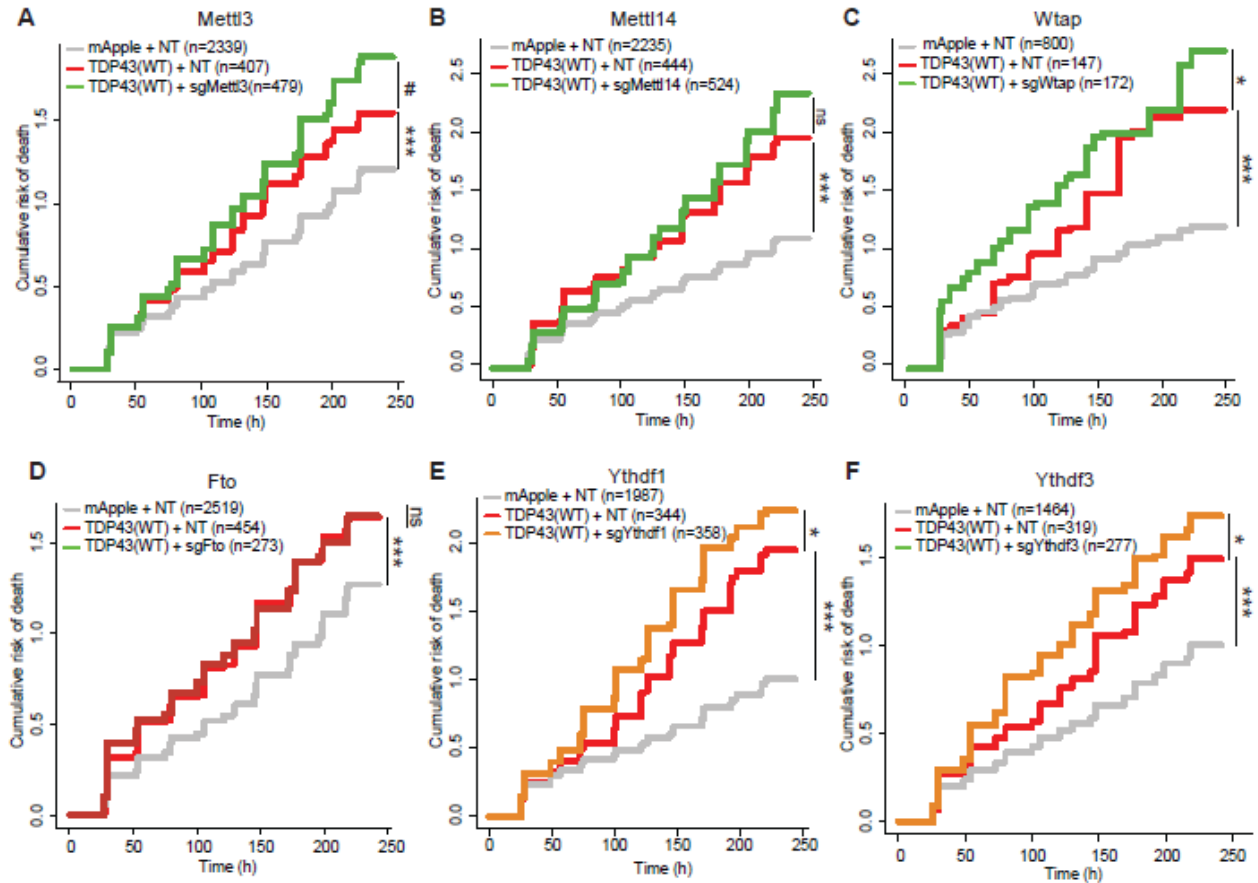 A
Mettl3
mApple + NT (n=2339)
TDP43(WT) + NT (n=407)
TDP43(WT) + sgMettl3(n=479)
Cumulative risk of death
0.0 0.5 1.0 1.5
#
***
0 50 100 150 200 250
Time (h)
B
Mettl14
mApple + NT (n=2235)
TDP43(WT) + NT (n=444)
TDP43(WT) + sgMettl14 (n=524)
Cumulative risk of death
0.0 0.5 1.0 1.5 2.0 2.5
ns
***
0 50 100 150 200 250
Time (h)
C
Wtap
mApple + NT (n=800)
TDP43(WT) + NT (n=147)
TDP43(WT) + sgWtap (n=172)
Cumulative risk of death
0.0 0.5 1.0 1.5 2.0 2.5
*
***
0 50 100 150 200 250
Time (h)
D
Fto
mApple + NT (n=2519)
TDP43(WT) + NT (n=454)
TDP43(WT) + sgFto (n=273)
Cumulative risk of death
0.0 0.5 1.0 1.5
ns
***
0 50 100 150 200 250
Time (h)
E
Ythdf1
mApple + NT (n=1987)
TDP43(WT) + NT (n=344)
TDP43(WT) + sgYthdf1 (n=358)
Cumulative risk of death
0.0 0.5 1.0 1.5 2.0
*
***
0 50 100 150 200 250
Time (h)
F
Ythdf3
mApple + NT (n=1464)
TDP43(WT) + NT (n=319)
TDP43(WT) + sgYthdf3 (n=277)
Cumulative risk of death
0.0 0.5 1.0 1.5
*
***
0 50 100 150 200 250
Time (h)